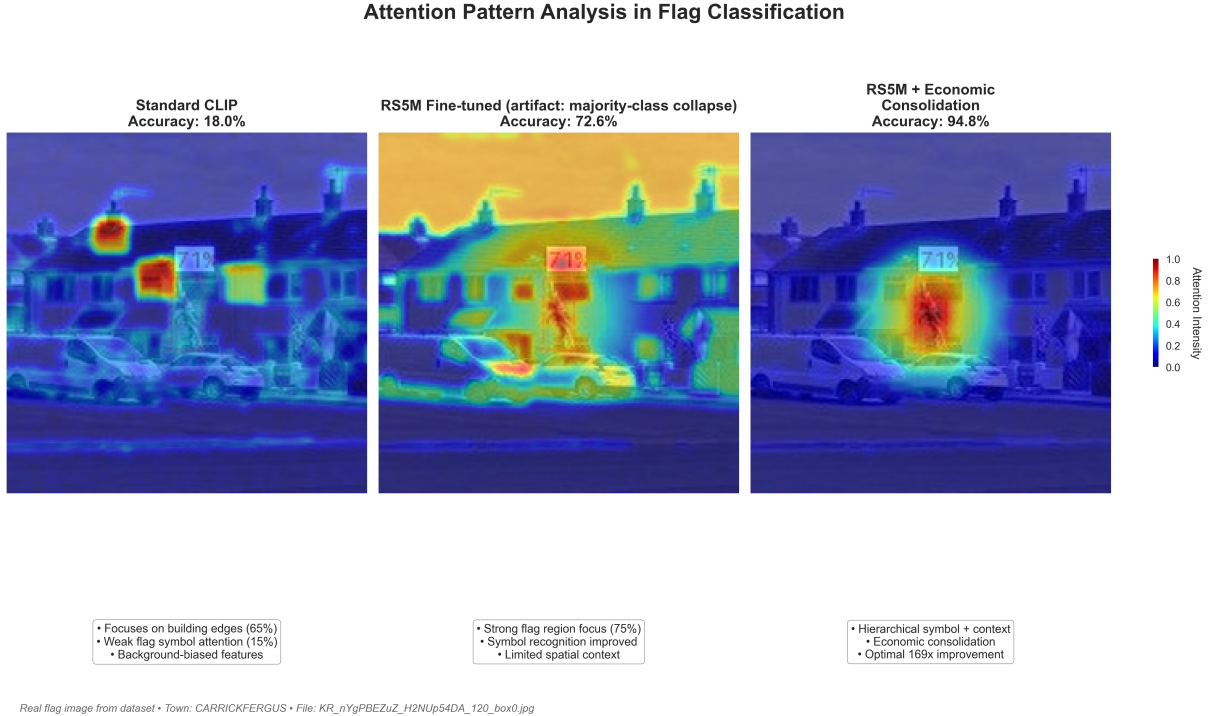 Attention Pattern Analysis in Flag Classification
Standard CLIP
Accuracy: 18.0%
RS5M Fine-tuned (artifact: majority-class collapse)
Accuracy: 72.6%
RS5M + Economic
Consolidation
Accuracy: 94.8%
71%
71%
71%
1.0
0.8
0.6
0.4
0.2
0.0
Attention Intensity
• Focuses on building edges (65%)
• Weak flag symbol attention (15%)
• Background-biased features
• Strong flag region focus (75%)
• Symbol recognition improved
• Limited spatial context
• Hierarchical symbol + context
• Economic consolidation
• Optimal 169x improvement
Real flag image from dataset • Town: CARRICKFERGUS • File: KR_nYgPBEZuZ_H2NUp54DA_120_box0.jpg